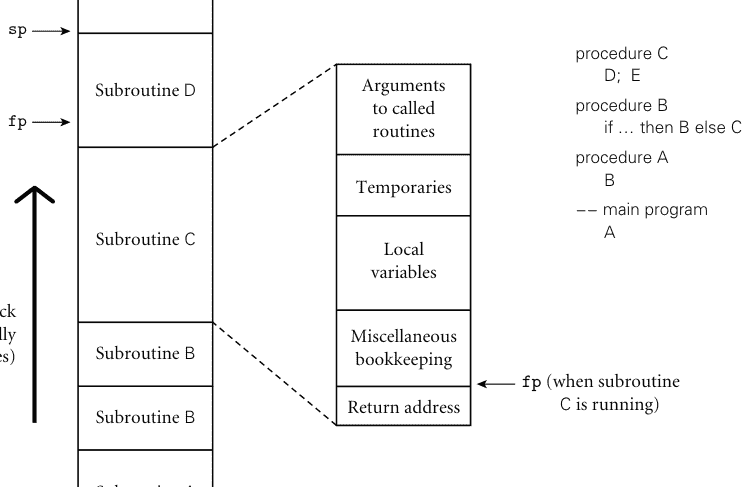 sp
Subroutine D
fp
Subroutine C
Subroutine B
Subroutine B
Arguments
to called
routines
Temporaries
Local
variables
Miscellaneous
bookkeeping
Return address
fp (when subroutine
C is running)
procedure C
D; E
procedure B
if ... then B else C
procedure A
B
-- main program
A